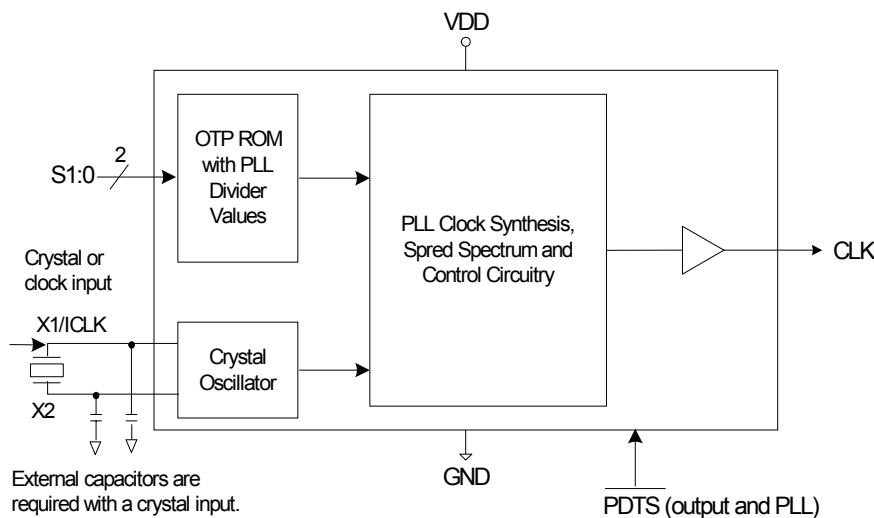 VDD
OTP ROM
with PLL
Divider
Values
2
S1:0
PLL Clock Synthesis,
Spred Spectrum and
Control Circuitry
CLK
Crystal or
clock input
X1/ICLK
Crystal
Oscillator
X2
External capacitors are
required with a crystal input.
GND
PDTS (output and PLL)